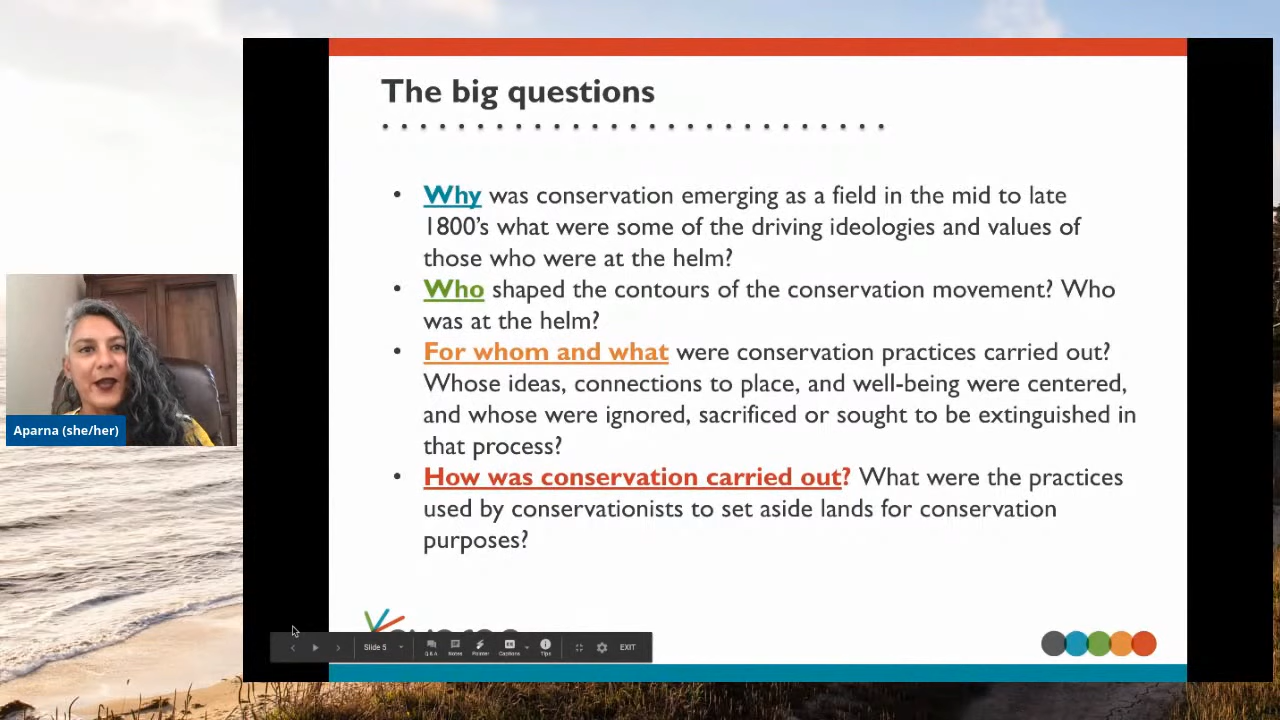 The big questions
• Why was conservation emerging as a field in the mid to late
1800's what were some of the driving ideologies and values of
those who were at the helm?
• Who shaped the contours of the conservation movement? Who
was at the helm?
• For whom and what were conservation practices carried out?
Whose ideas, connections to place, and well-being were centered,
and whose were ignored, sacrificed or sought to be extinguished in
that process?
• How was conservation carried out? What were the practices
used by conservationists to set aside lands for conservation
purposes?
Aparna (she/her)
Slide 5
Q&A
Notes
Pointer
Captions
Tips
EXIT